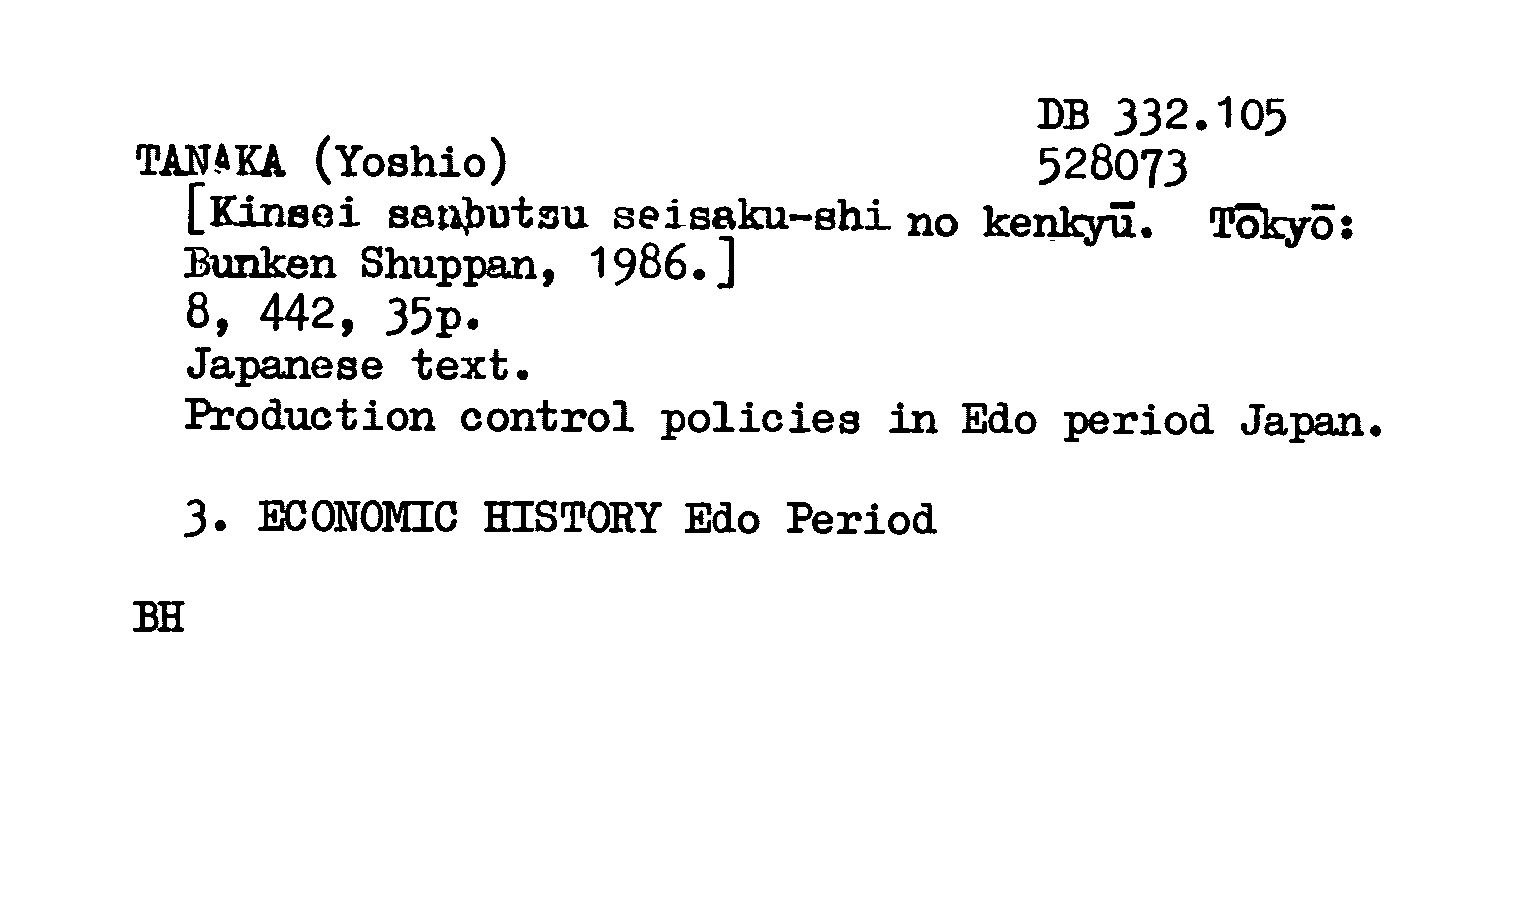 DB 332.105
TANAKA (Yoshio) 528073
[Kinsei sanbutsu seisaku-shi no kenkyū. Tōkyō:
Bunken Shuppan, 1986.]
8, 442, 35p.
Japanese text.
Production control policies in Edo period Japan.
3. ECONOMIC HISTORY Edo Period
BH